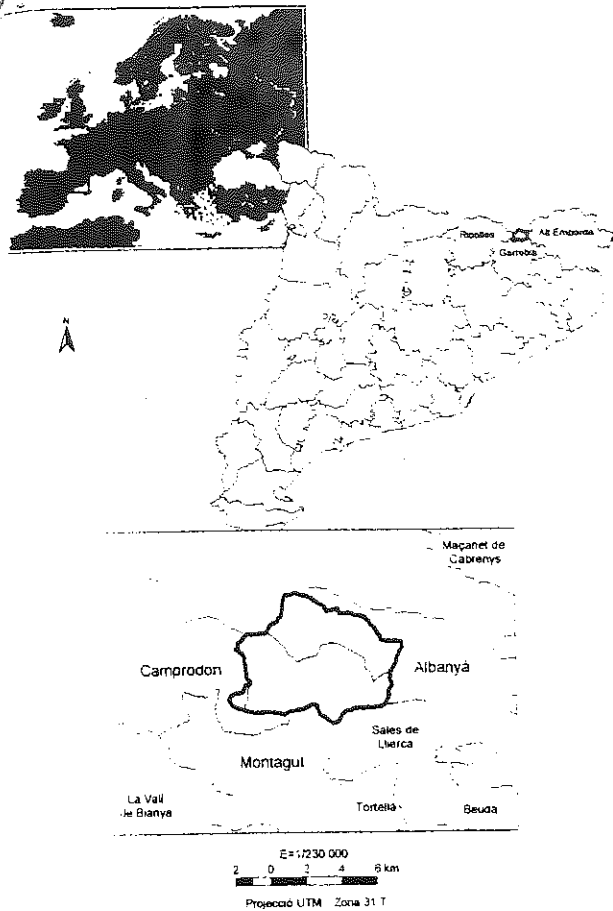 Ripollès
Alt Empordà
Garrotxa
N
Maçanet de
Cabrenys
Camprodon
Albanyà
Sales de
Llierca
Montagut
La Vall
de Bianya
Tortellà
Beuda
E=1/230 000
2 0 2 4 6 km
Projecció UTM Zona 31 T